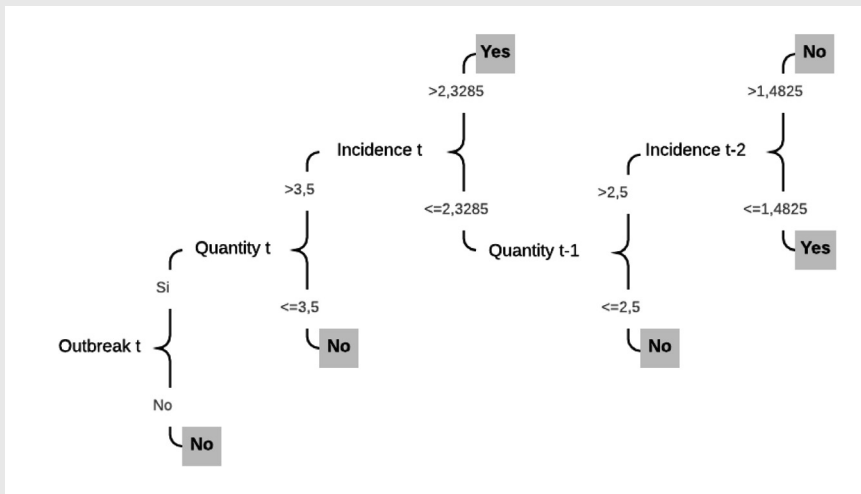 Yes
No
>2,3285
>1,4825
Incidence t
Incidence t-2
>3,5
>2,5
<=2,3285
<=1,4825
Quantity t
Quantity t-1
Yes
Si
<=3,5
<=2,5
Outbreak t
No
No
No
No